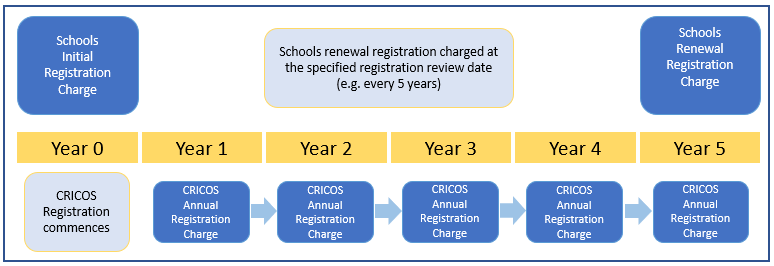 Schools
Initial
Registration
Charge
Schools renewal registration charged at
the specified registration review date
(e.g. every 5 years)
Schools
Renewal
Registration
Charge
Year 0
Year 1
Year 2
Year 3
Year 4
Year 5
CRICOS
Registration
commences
CRICOS
Annual
Registration
Charge
CRICOS
Annual
Registration
Charge
CRICOS
Annual
Registration
Charge
CRICOS
Annual
Registration
Charge
CRICOS
Annual
Registration
Charge